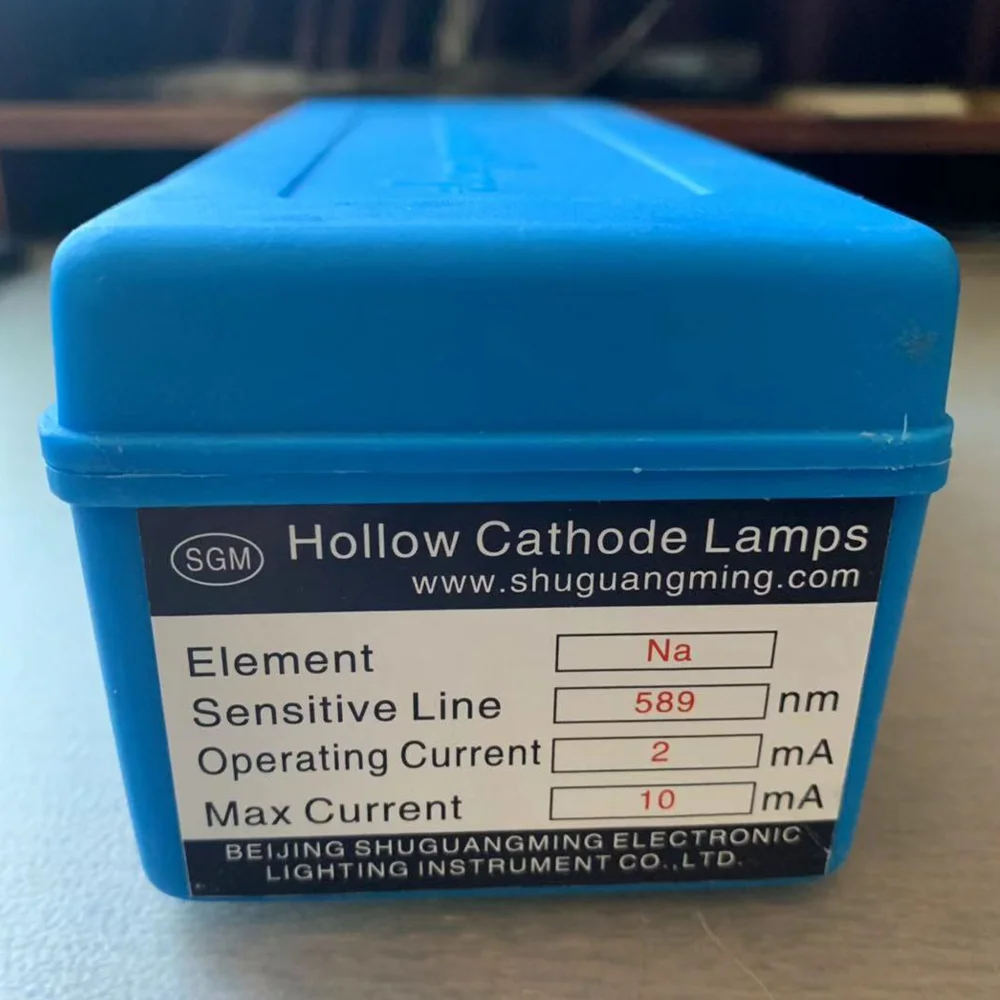 SGM
Hollow Cathode Lamps
www.shuguangming.com
Element Na
Sensitive Line 589 nm
Operating Current 2 mA
Max Current 10 mA
BEIJING SHUGUANGMING ELECTRONIC
LIGHTING INSTRUMENT CO.,LTD.